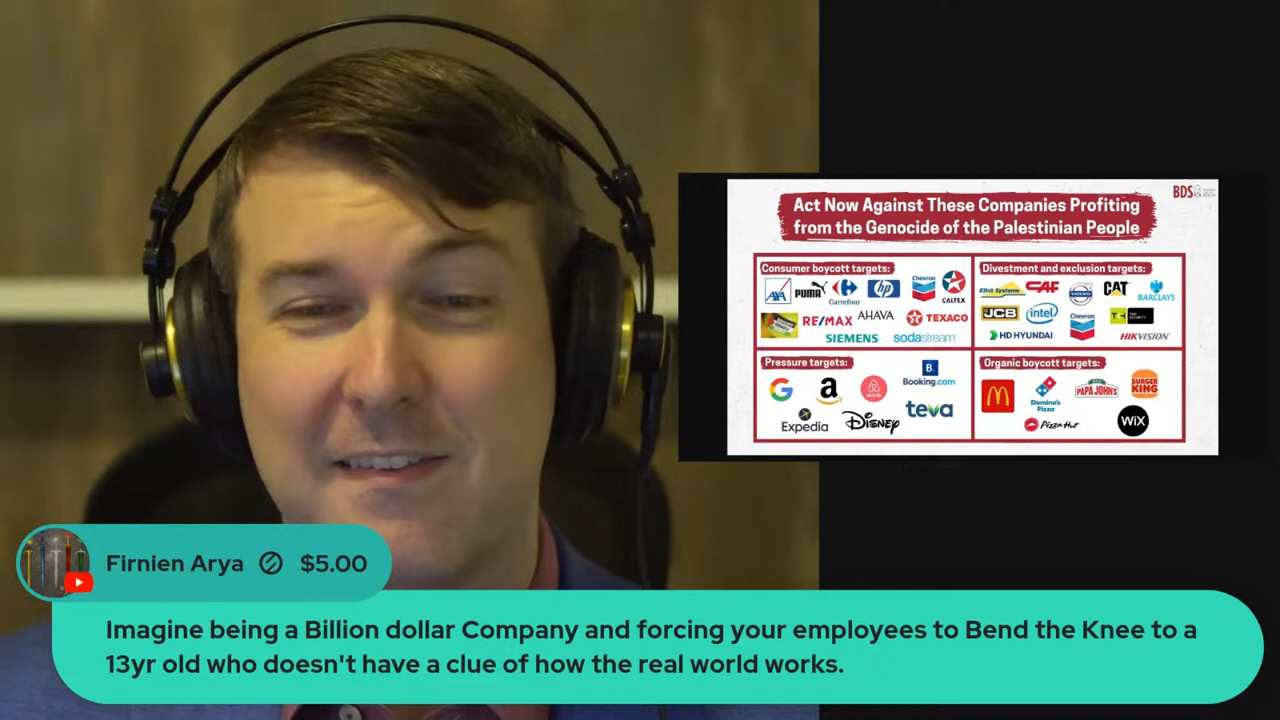 BDS
Act Now Against These Companies Profiting
from the Genocide of the Palestinian People
Consumer boycott targets:
AXA
PUMA
Carrefour
hp
Chevron
CALTEX
RE/MAX
AHAVA
TEXACO
SIEMENS
sodastream
Divestment and exclusion targets:
Elbit Systems
CAF
VOLVO
CAT
BARCLAYS
JCB
intel
Chevron
HD HYUNDAI
HIKVISION
Pressure targets:
G
a
airbnb
B.
Booking.com
Expedia
Disney
teva
Organic boycott targets:
M
Domino's
Pizza
PAPA JOHNS
BURGER
KING
Pizza Hut
WiX
Firnien Arya $5.00
Imagine being a Billion dollar Company and forcing your employees to Bend the Knee to a
13yr old who doesn't have a clue of how the real world works.